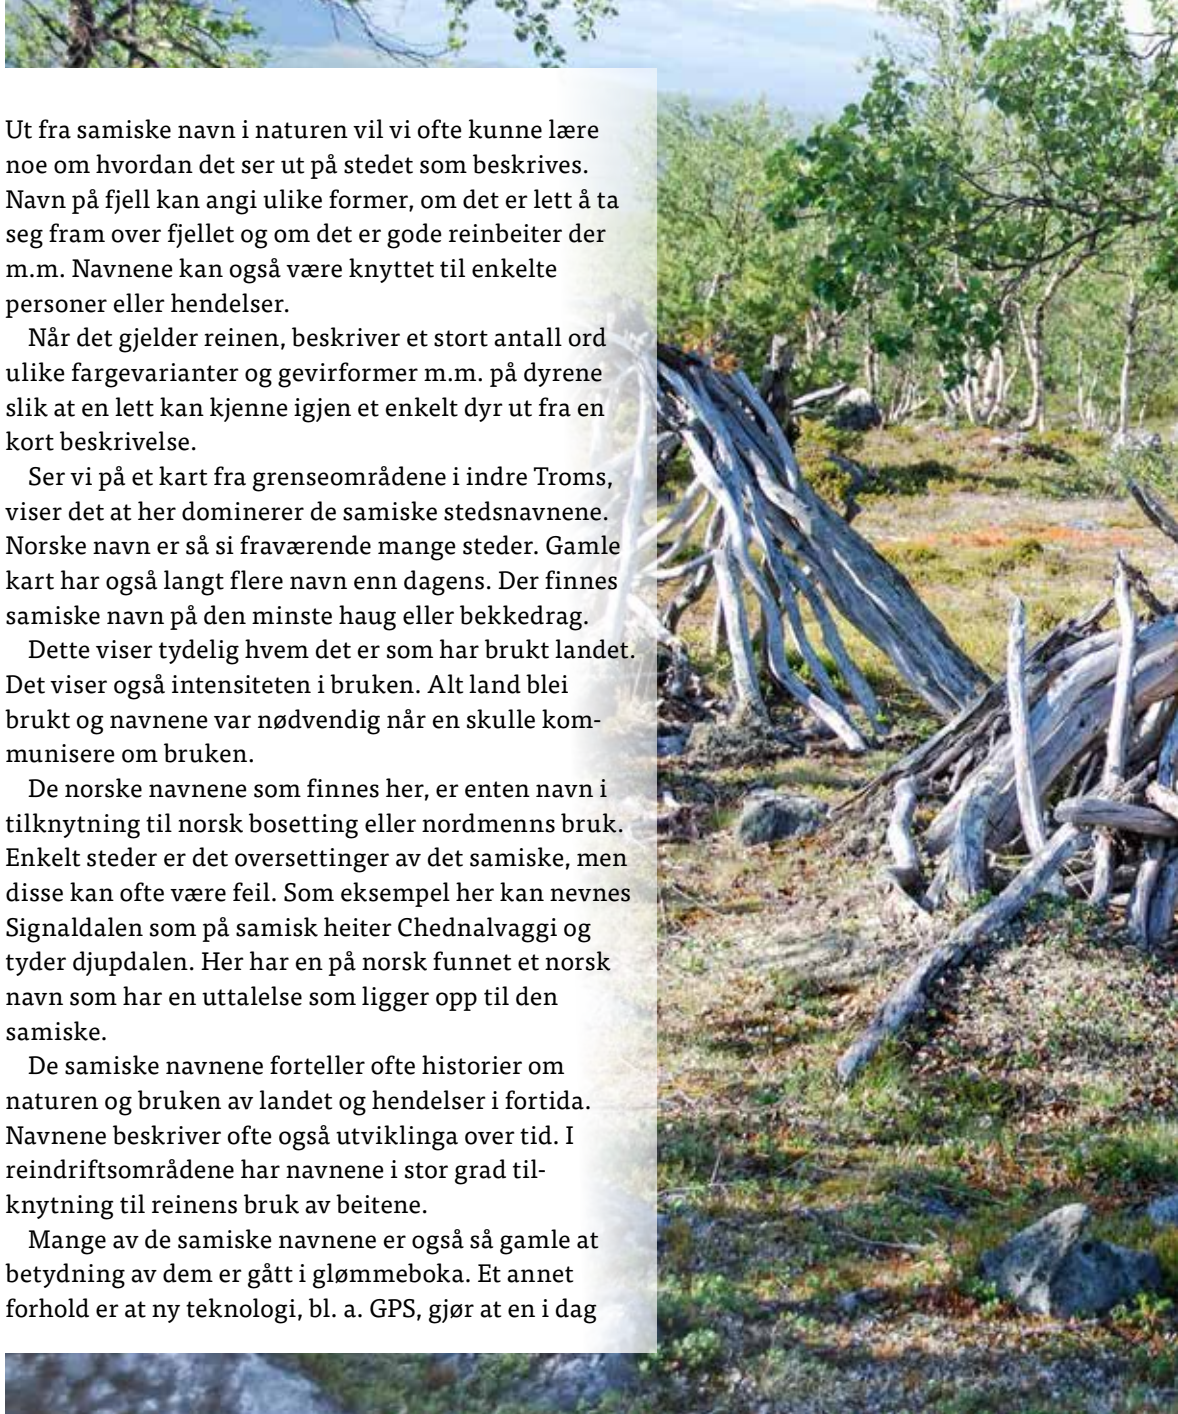 Ut fra samiske navn i naturen vil vi ofte kunne lære
noe om hvordan det ser ut på stedet som beskrives.
Navn på fjell kan angi ulike former, om det er lett å ta
seg fram over fjellet og om det er gode reinbeiter der
m.m. Navnene kan også være knyttet til enkelte
personer eller hendelser.
Når det gjelder reinen, beskriver et stort antall ord
ulike fargevarianter og gevirformer m.m. på dyrene
slik at en lett kan kjenne igjen et enkelt dyr ut fra en
kort beskrivelse.
Ser vi på et kart fra grenseområdene i indre Troms,
viser det at her dominerer de samiske stedsnavnene.
Norske navn er så si fraværende mange steder. Gamle
kart har også langt flere navn enn dagens. Der finnes
samiske navn på den minste haug eller bekkedrag.
Dette viser tydelig hvem det er som har brukt landet.
Det viser også intensiteten i bruken. Alt land blei
brukt og navnene var nødvendig når en skulle kom-
munisere om bruken.
De norske navnene som finnes her, er enten navn i
tilknytning til norsk bosetting eller nordmenns bruk.
Enkelt steder er det oversettinger av det samiske, men
disse kan ofte være feil. Som eksempel her kan nevnes
Signaldalen som på samisk heiter Chednalvaggi og
tyder djupdalen. Her har en på norsk funnet et norsk
navn som har en uttalelse som ligger opp til den
samiske.
De samiske navnene forteller ofte historier om
naturen og bruken av landet og hendelser i fortida.
Navnene beskriver ofte også utviklinga over tid. I
reindriftsområdene har navnene i stor grad til-
knytning til reinens bruk av beitene.
Mange av de samiske navnene er også så gamle at
betydning av dem er gått i glømmeboka. Et annet
forhold er at ny teknologi, bl. a. GPS, gjør at en i dag